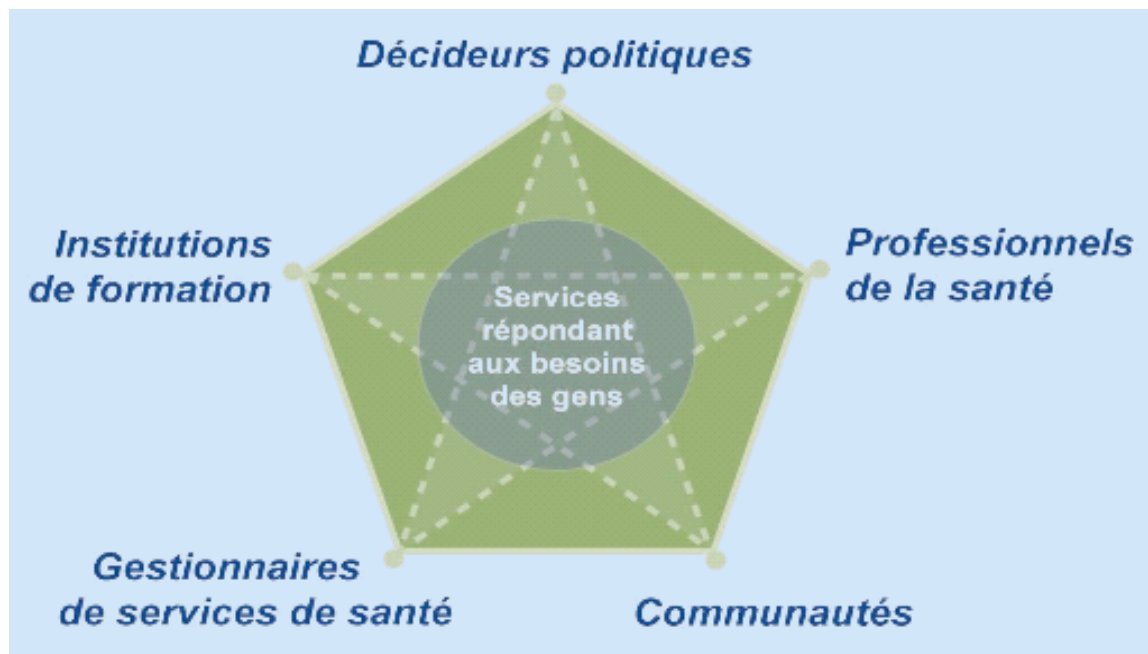 Décideurs politiques
Institutions
de formation
Professionnels
de la santé
Services
répondant
aux besoins
des gens
Gestionnaires
de services de santé
Communautés